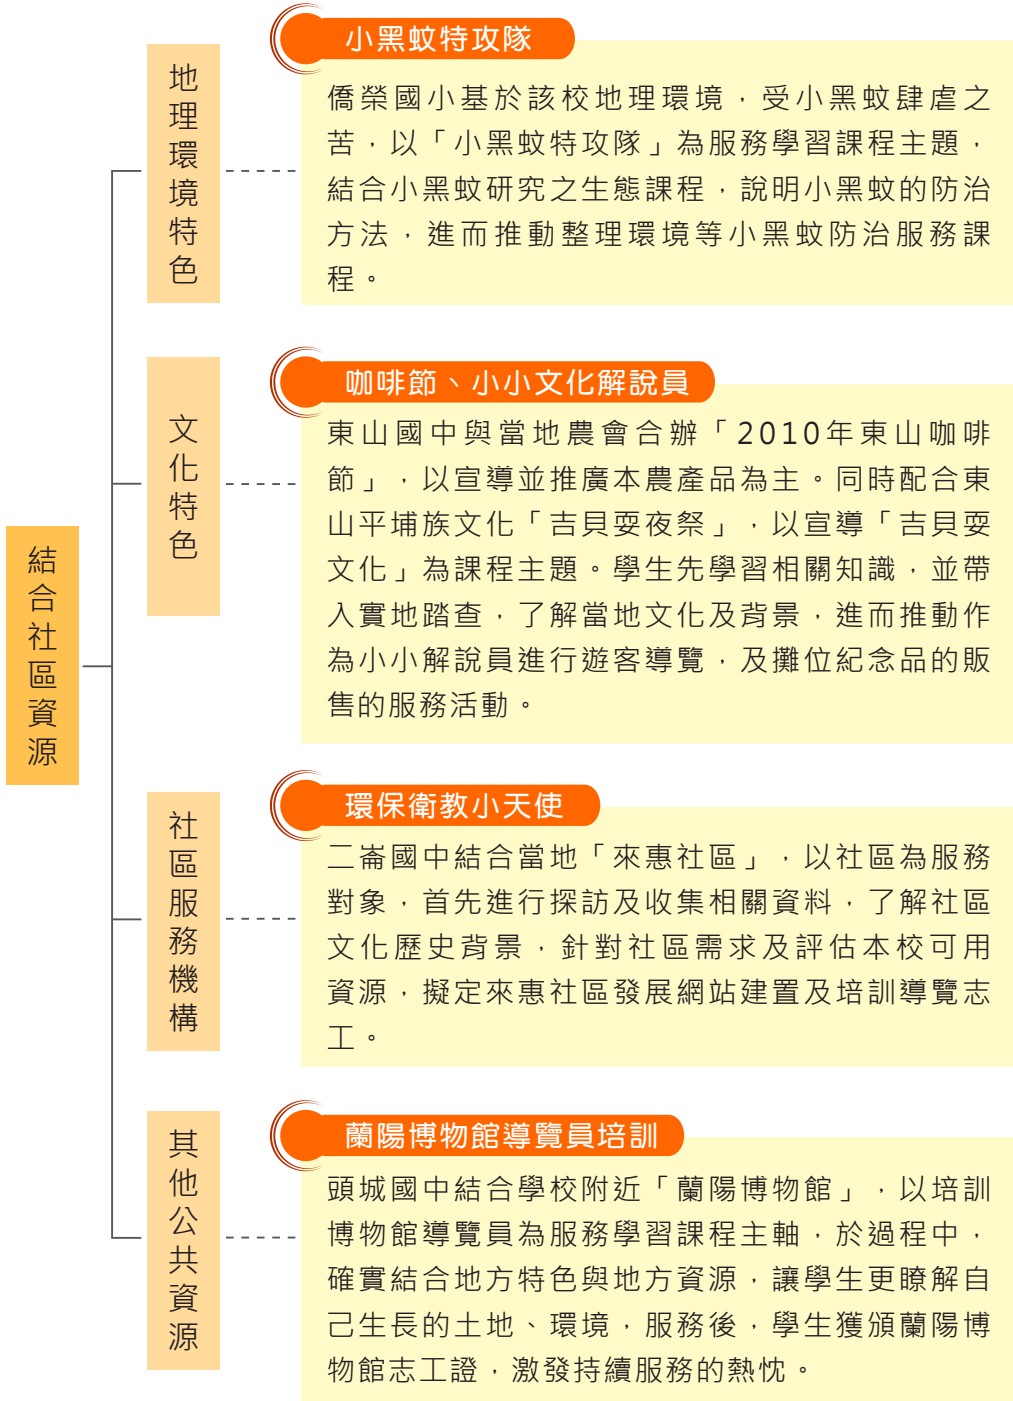 結合社區資源
地理環境特色
小黑蚊特攻隊
僑榮國小基於該校地理環境，受小黑蚊肆虐之
苦，以「小黑蚊特攻隊」為服務學習課程主題，
結合小黑蚊研究之生態課程，說明小黑蚊的防治
方法，進而推動整理環境等小黑蚊防治服務課
程。
文化特色
咖啡節、小小文化解說員
東山國中與當地農會合辦「2010年東山咖啡
節」，以宣導並推廣本農產品為主。同時配合東
山平埔族文化「吉貝耍夜祭」，以宣導「吉貝耍
文化」為課程主題。學生先學習相關知識，並帶
入實地踏查，了解當地文化及背景，進而推動作
為小小解說員進行遊客導覽，及攤位紀念品的販
售的服務活動。
社區服務機構
環保衛教小天使
二崙國中結合當地「來惠社區」，以社區為服務
對象，首先進行探訪及收集相關資料，了解社區
文化歷史背景，針對社區需求及評估本校可用
資源，擬定來惠社區發展網站建置及培訓導覽志
工。
其他公共資源
蘭陽博物館導覽員培訓
頭城國中結合學校附近「蘭陽博物館」，以培訓
博物館導覽員為服務學習課程主軸，於過程中，
確實結合地方特色與地方資源，讓學生更瞭解自
己生長的土地、環境，服務後，學生獲頒蘭陽博
物館志工證，激發持續服務的熱忱。